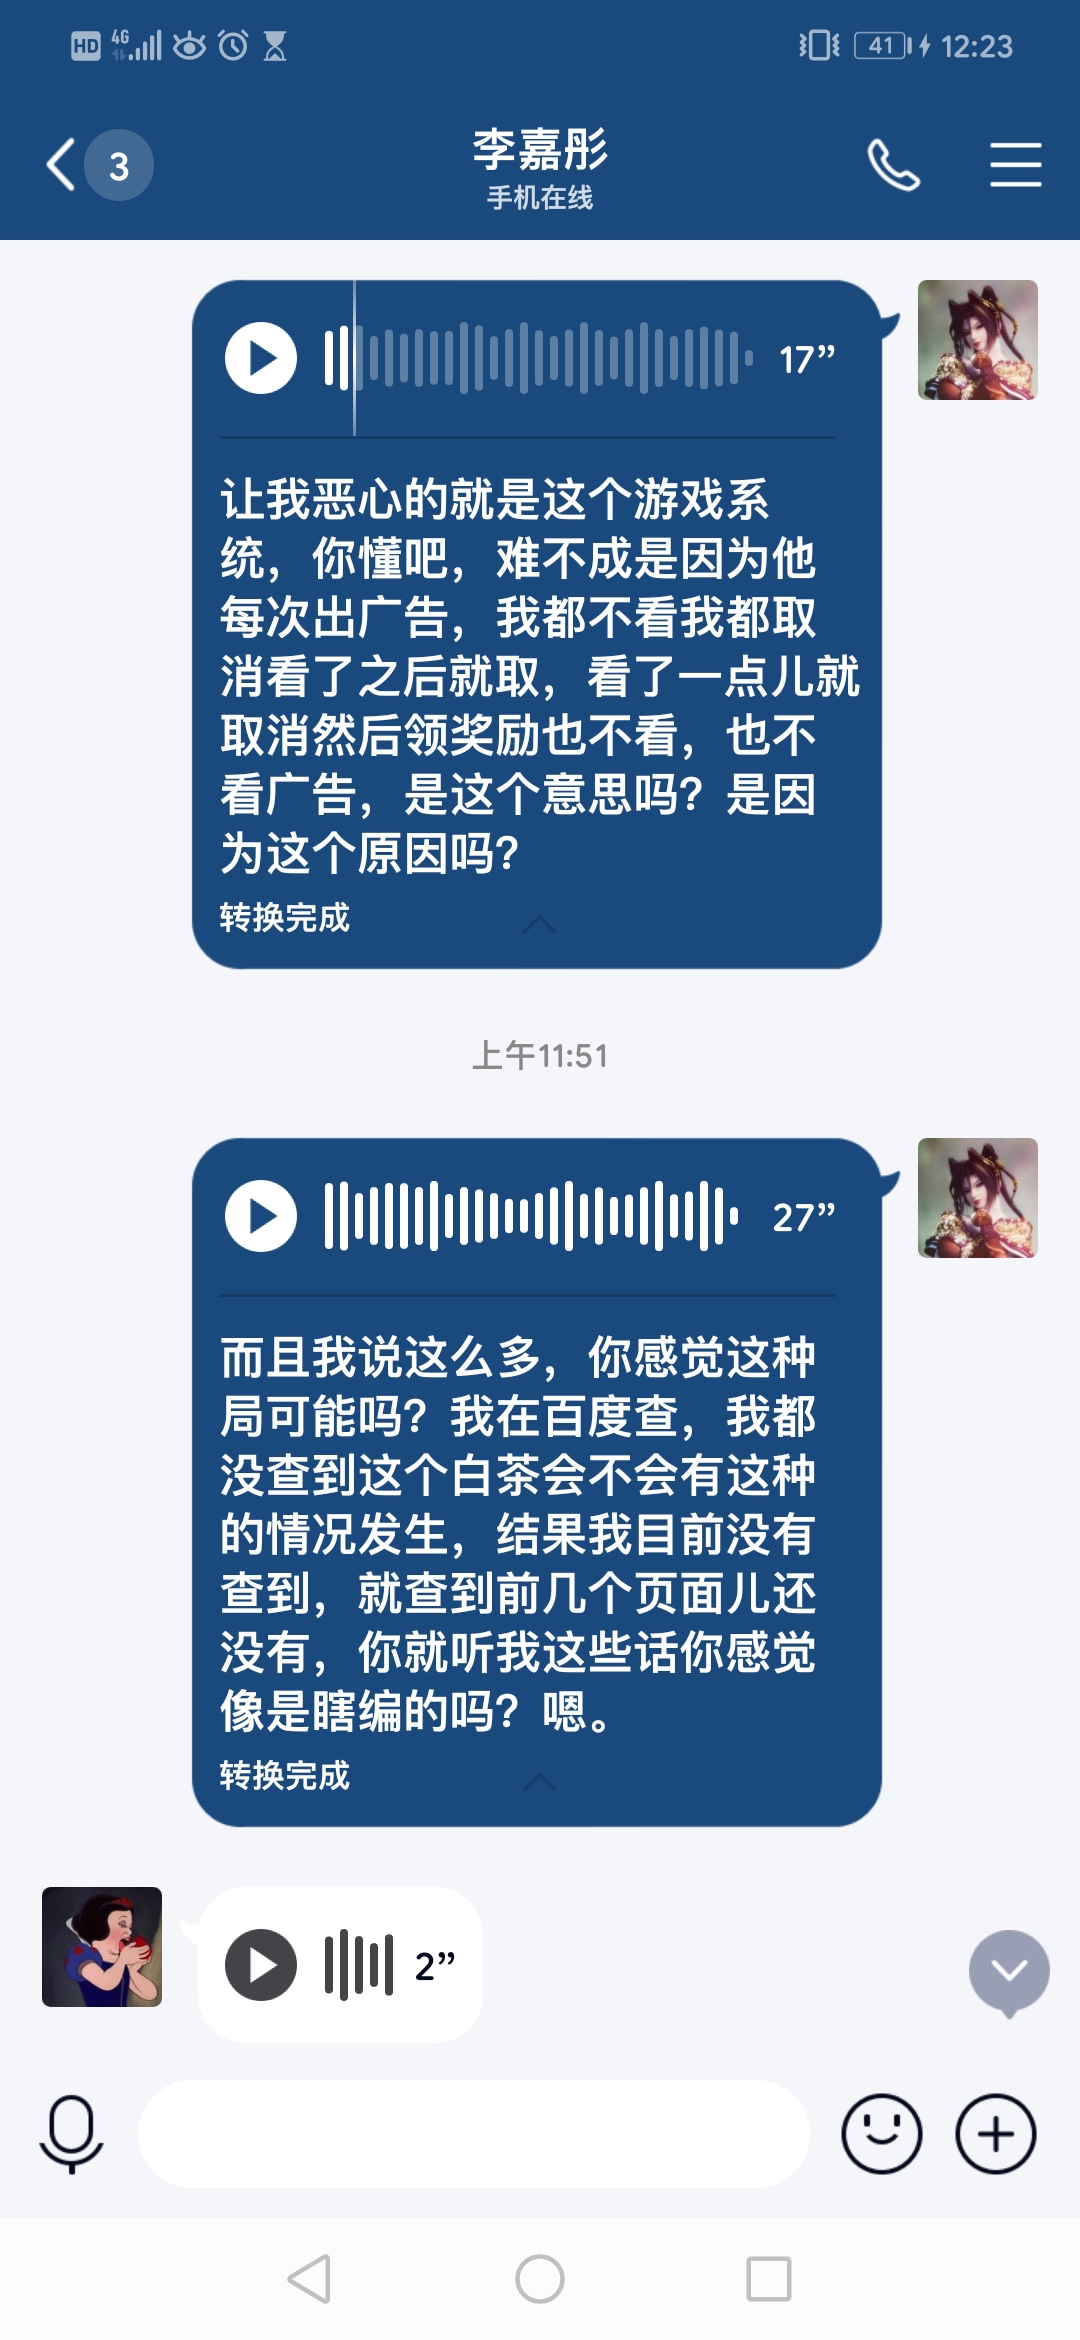 HD 4G 41 12:23
3
李嘉彤
手机在线
17”
让我恶心的就是这个游戏系
统，你懂吧，难不成是因为他
每次出广告，我都不看我都取
消看了之后就取，看了一点儿就
取消然后领奖励也不看，也不
看广告，是这个意思吗？是因
为这个原因吗？
转换完成
上午11:51
27”
而且我说这么多，你感觉这种
局可能吗？我在百度查，我都
没查到这个白茶会不会有这种
的情况发生，结果我目前没有
查到，就查到前几个页面儿还
没有，你就听我这些话你感觉
像是瞎编的吗？嗯。
转换完成
2”